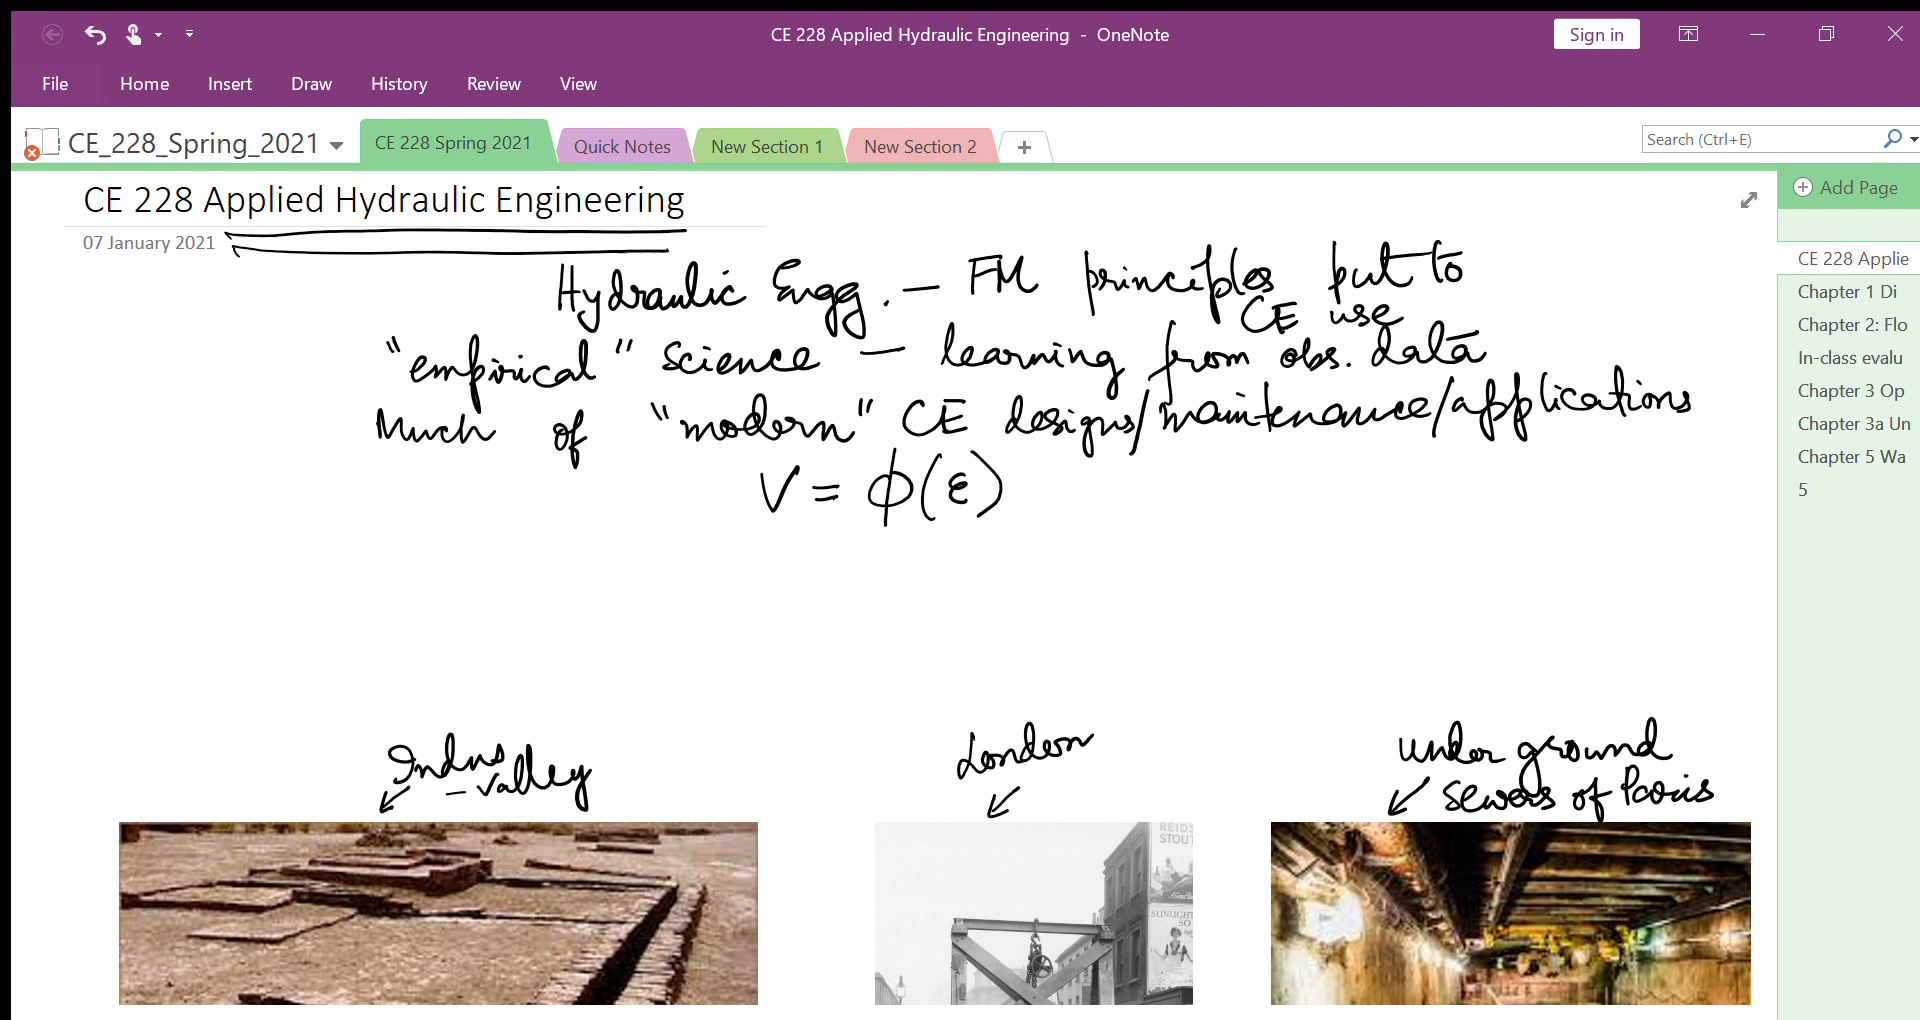 CE 228 Applied Hydraulic Engineering - OneNote
Sign in
File Home Insert Draw History Review View
CE_228_Spring_2021
CE 228 Spring 2021
Quick Notes
New Section 1
New Section 2
Search (Ctrl+E)
CE 228 Applied Hydraulic Engineering
07 January 2021
Add Page
CE 228 Applie
Chapter 1 Di
Chapter 2: Flo
In-class evalu
Chapter 3 Op
Chapter 3a Un
Chapter 5 Wa
5
Hydraulic Engg. — FM principles put to
CE use
"empirical" science — learning from obs. data
Much of "modern" CE designs/maintenance/applications
V = φ(ε)
Indus
- Valley
London
under ground
sewers of Paris
REIDS
STOUT
SUNLIGHT
SO